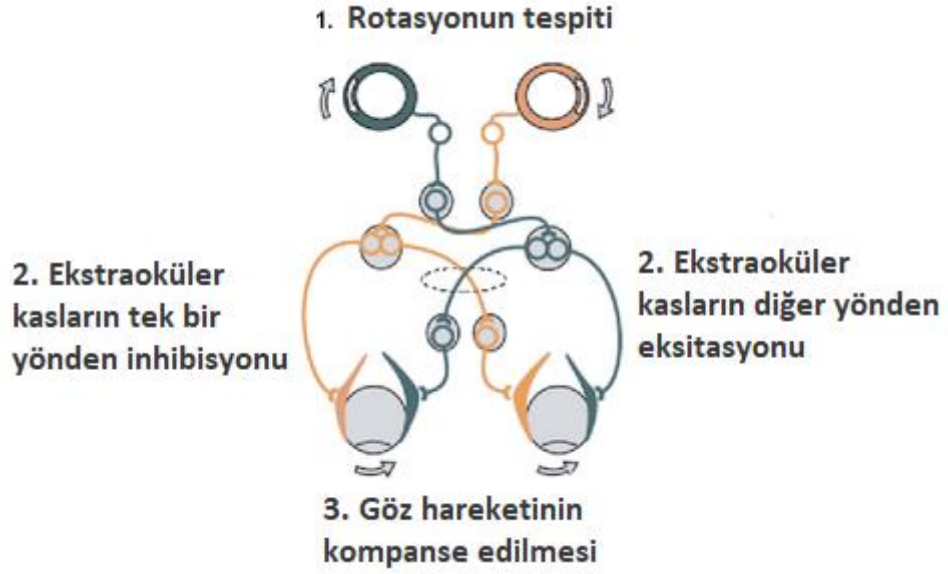 1. Rotasyonun tespiti
2. Ekstraoküler
kasların tek bir
yönden inhibisyonu
2. Ekstraoküler
kasların diğer yönden
eksitasyonu
3. Göz hareketinin
kompanse edilmesi